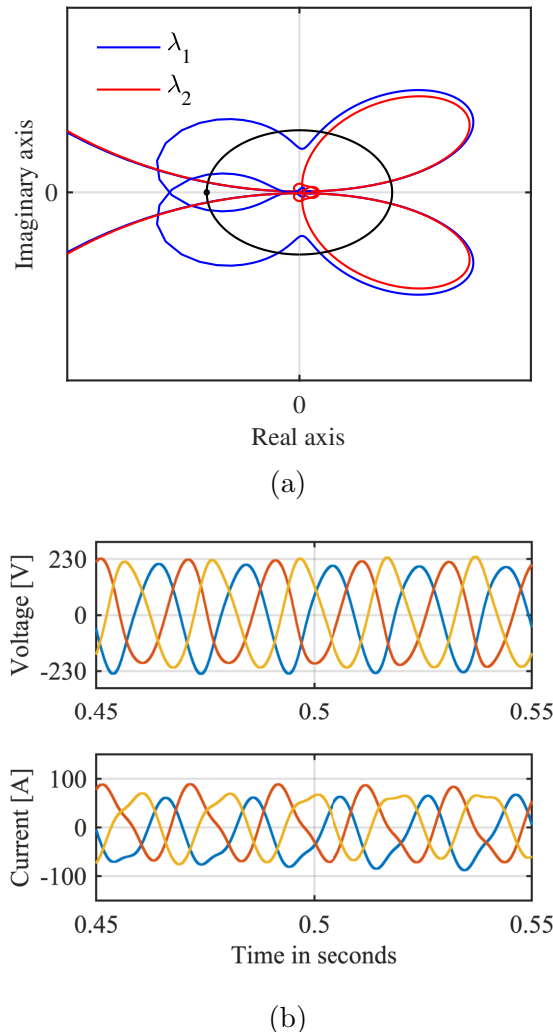 λ1
λ2
Imaginary axis
0
0
Real axis
(a)
Voltage [V]
230
0
-230
0.45
0.5
0.55
Current [A]
100
0
-100
0.45
0.5
0.55
Time in seconds
(b)